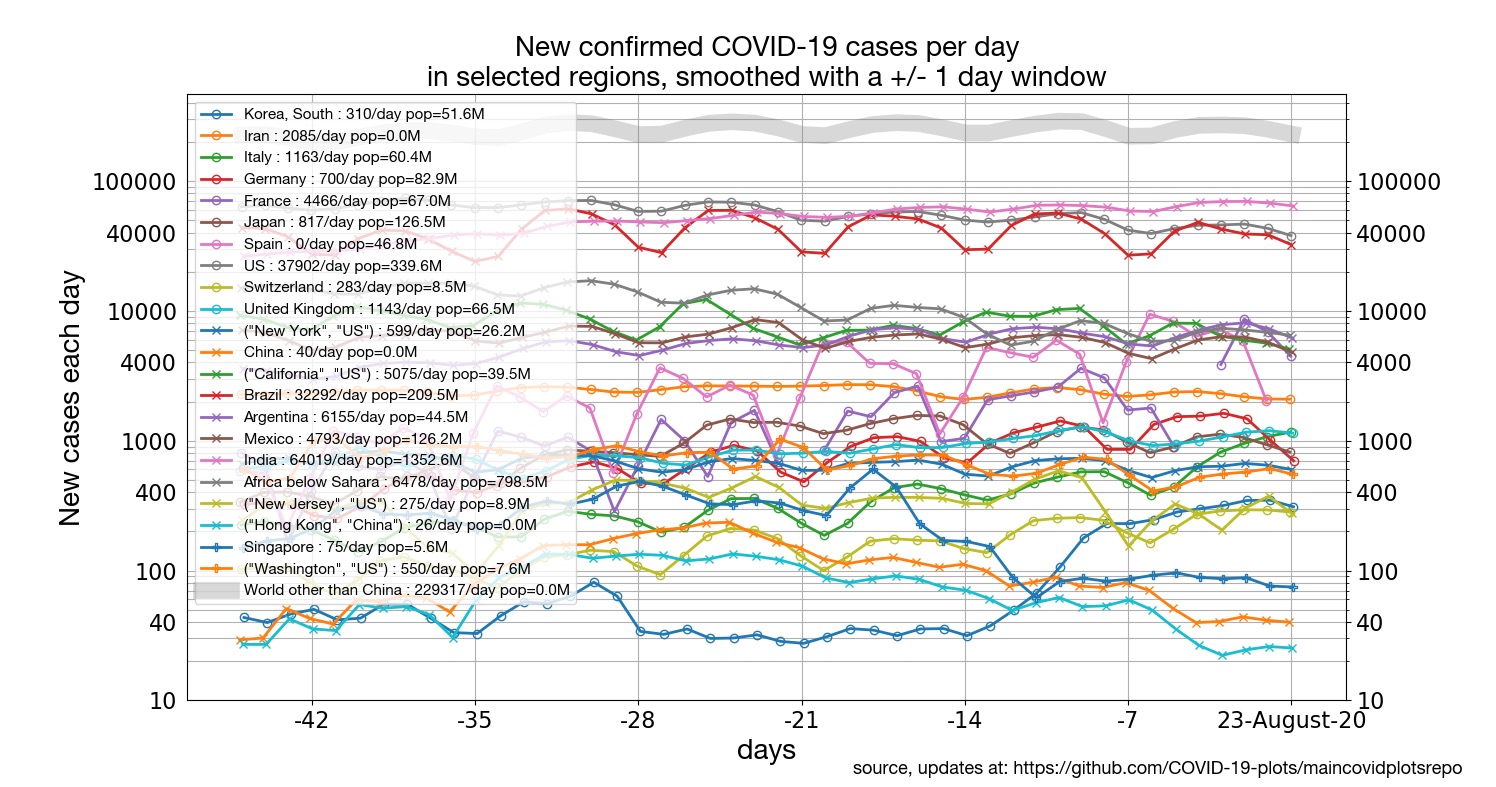 New confirmed COVID-19 cases per day
in selected regions, smoothed with a +/- 1 day window
New cases each day
100000
40000
10000
4000
1000
400
100
40
10
Korea, South : 310/day pop=51.6M
Iran : 2085/day pop=0.0M
Italy : 1163/day pop=60.4M
Germany : 700/day pop=82.9M
France : 4466/day pop=67.0M
Japan : 817/day pop=126.5M
Spain : 0/day pop=46.8M
US : 37902/day pop=339.6M
Switzerland : 283/day pop=8.5M
United Kingdom : 1143/day pop=66.5M
("New York", "US") : 599/day pop=26.2M
China : 40/day pop=0.0M
("California", "US") : 5075/day pop=39.5M
Brazil : 32292/day pop=209.5M
Argentina : 6155/day pop=44.5M
Mexico : 4793/day pop=126.2M
India : 64019/day pop=1352.6M
Africa below Sahara : 6478/day pop=798.5M
("New Jersey", "US") : 275/day pop=8.9M
("Hong Kong", "China") : 26/day pop=0.0M
Singapore : 75/day pop=5.6M
("Washington", "US") : 550/day pop=7.6M
World other than China : 229317/day pop=0.0M
100000
40000
10000
4000
1000
400
100
40
10
-42 -35 -28 -21 -14 -7 23-August-20
days
source, updates at: https://github.com/COVID-19-plots/maincovidplotsrepo